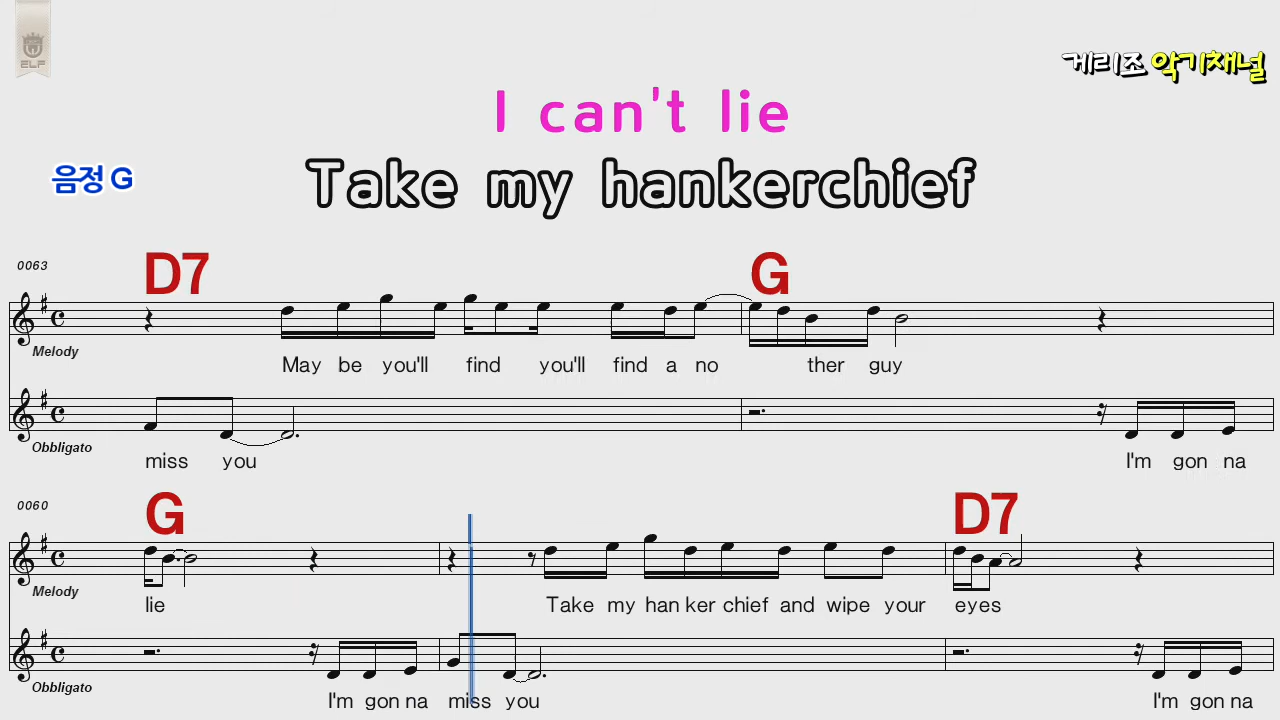 ELF
게리조 악기채널
I can't lie
음정 G
Take my hankerchief
0063
D7 G
Melody
May be you'll find you'll find a no ther guy
Obbligato
miss you I'm gon na
0060
G D7
Melody
lie Take my han ker chief and wipe your eyes
Obbligato
I'm gon na miss you I'm gon na